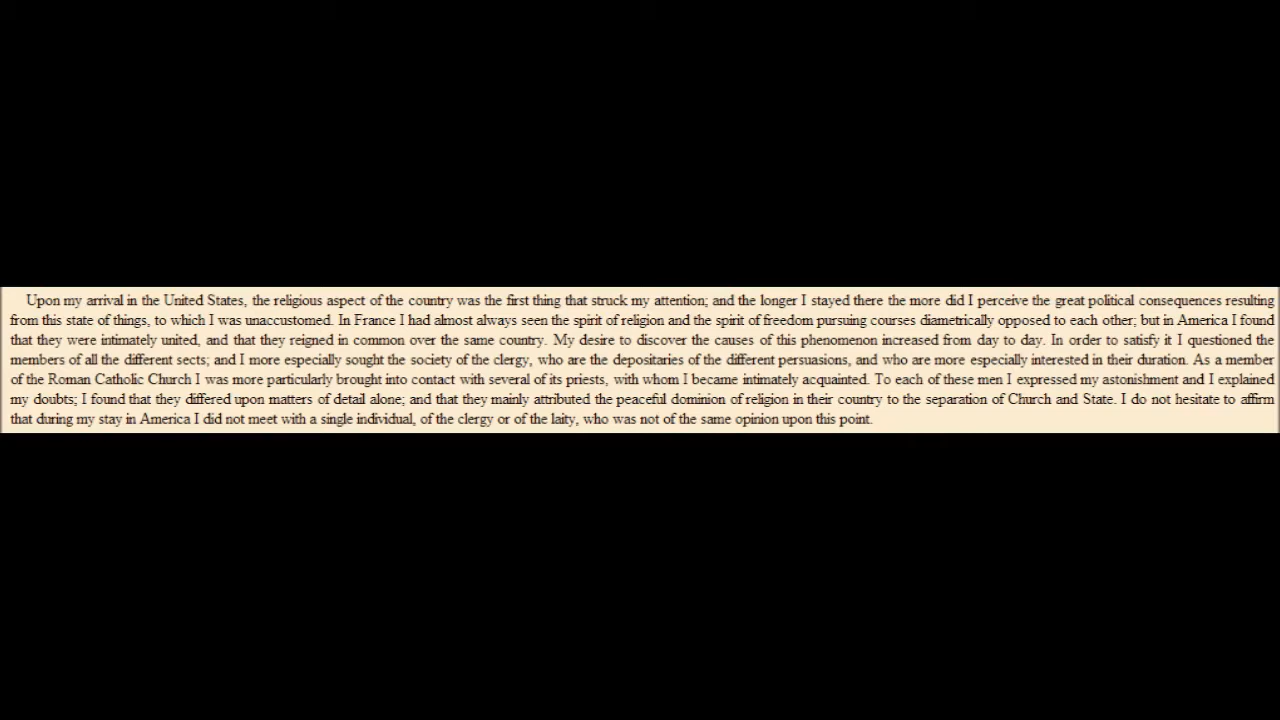 Upon my arrival in the United States, the religious aspect of the country was the first thing that struck my attention; and the longer I stayed there the more did I perceive the great political consequences resulting
from this state of things, to which I was unaccustomed. In France I had almost always seen the spirit of religion and the spirit of freedom pursuing courses diametrically opposed to each other; but in America I found
that they were intimately united, and that they reigned in common over the same country. My desire to discover the causes of this phenomenon increased from day to day. In order to satisfy it I questioned the
members of all the different sects; and I more especially sought the society of the clergy, who are the depositaries of the different persuasions, and who are more especially interested in their duration. As a member
of the Roman Catholic Church I was more particularly brought into contact with several of its priests, with whom I became intimately acquainted. To each of these men I expressed my astonishment and I explained
my doubts; I found that they differed upon matters of detail alone; and that they mainly attributed the peaceful dominion of religion in their country to the separation of Church and State. I do not hesitate to affirm
that during my stay in America I did not meet with a single individual, of the clergy or of the laity, who was not of the same opinion upon this point.